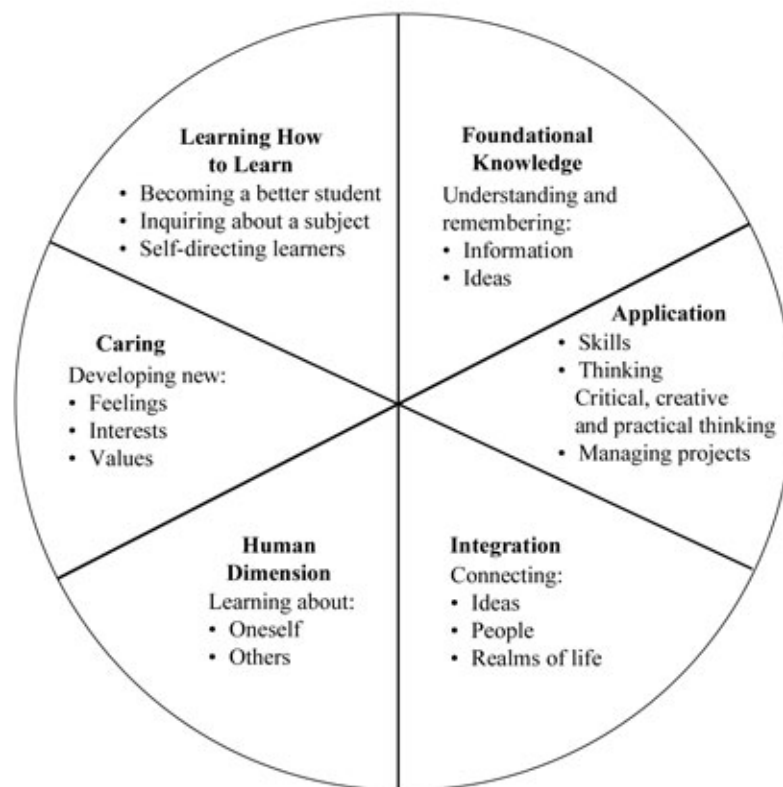 Learning How
to Learn
• Becoming a better student
• Inquiring about a subject
• Self-directing learners
Foundational
Knowledge
Understanding and
remembering:
• Information
• Ideas
Application
• Skills
• Thinking
Critical, creative
and practical thinking
• Managing projects
Integration
Connecting:
• Ideas
• People
• Realms of life
Human
Dimension
Learning about:
• Oneself
• Others
Caring
Developing new:
• Feelings
• Interests
• Values